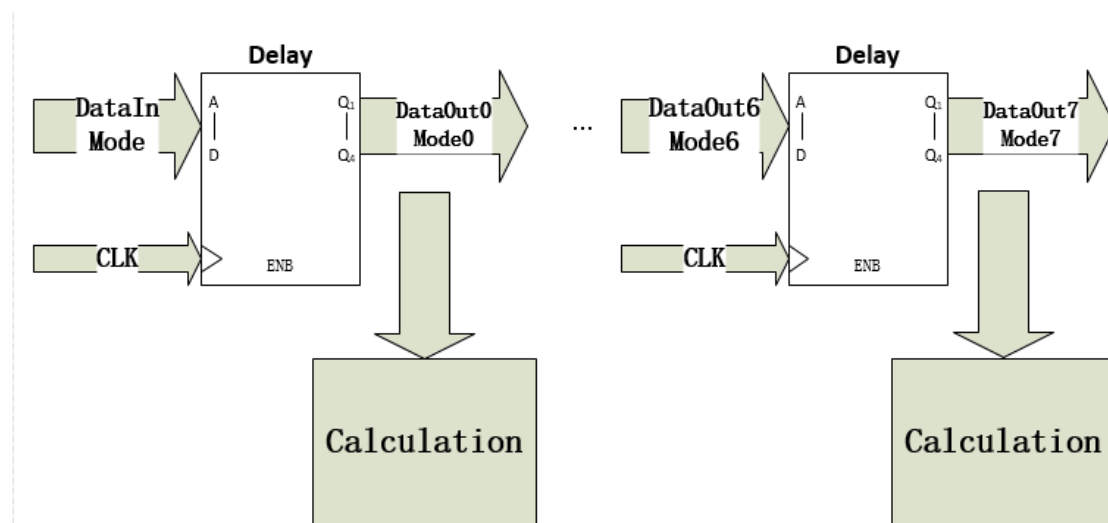 Delay
DataIn
Mode
A
D
Q1
Q4
DataOut0
Mode0
CLK
ENB
Calculation
...
Delay
DataOut6
Mode6
A
D
Q1
Q4
DataOut7
Mode7
CLK
ENB
Calculation